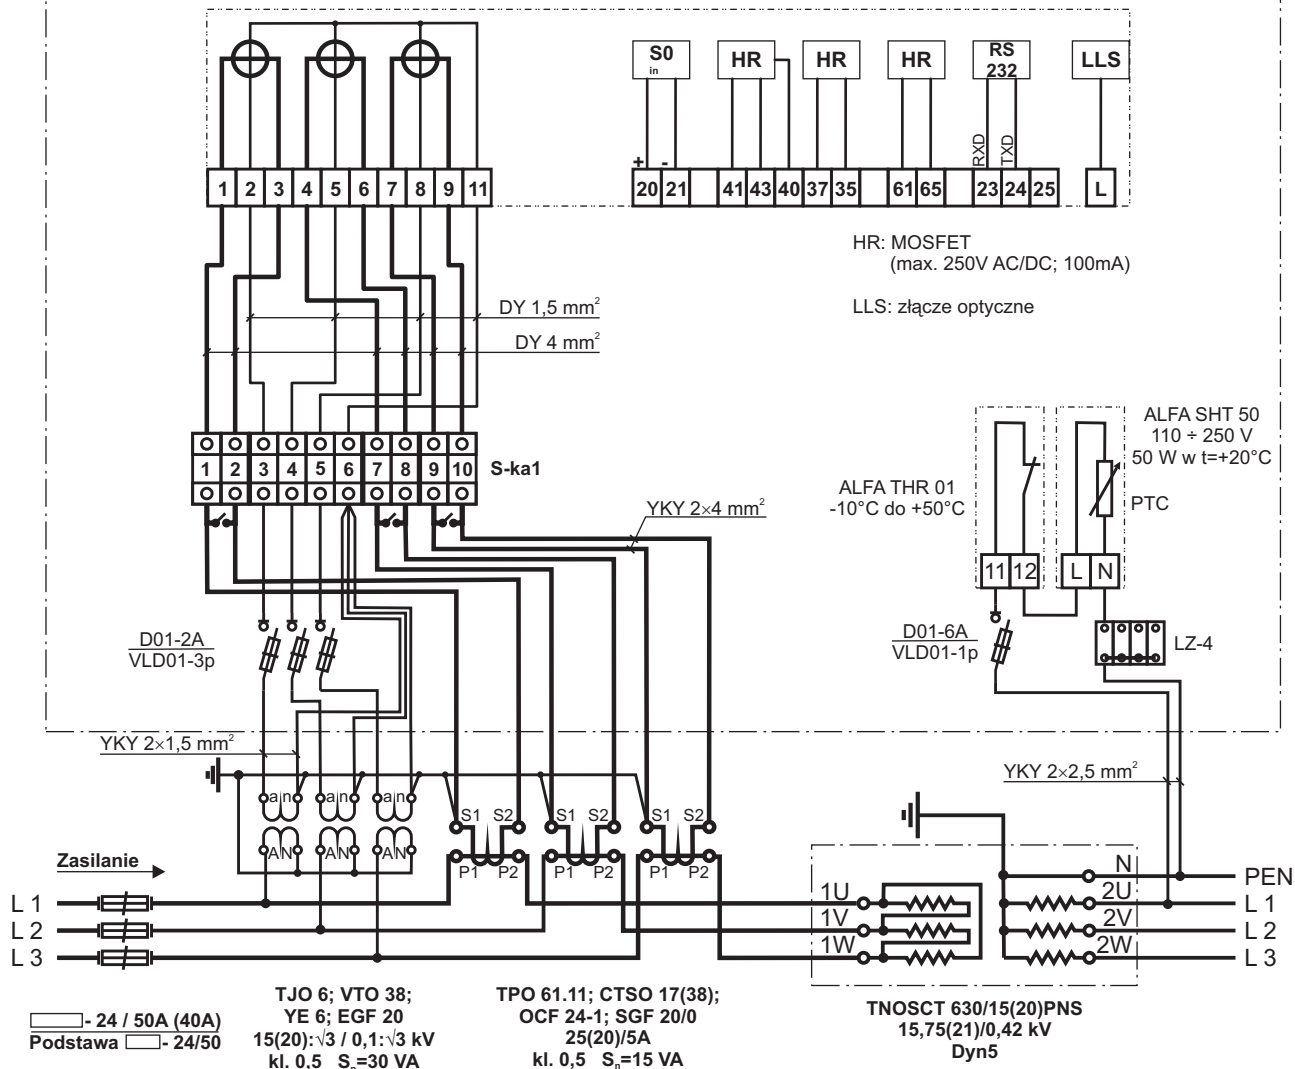 S0
in
HR
HR
HR
RS
232
LLS
RXD
TXD
+ -
1 2 3 4 5 6 7 8 9 11
20 21 41 43 40 37 35 61 65 23 24 25 L
HR: MOSFET
(max. 250V AC/DC; 100mA)
LLS: złącze optyczne
DY 1,5 mm²
DY 4 mm²
1 2 3 4 5 6 7 8 9 10
S-ka1
YKY 2×4 mm²
ALFA SHT 50
110 ÷ 250 V
50 W w t=+20°C
PTC
ALFA THR 01
-10°C do +50°C
11 12 L N
D01-2A
VLD01-3p
D01-6A
VLD01-1p
LZ-4
YKY 2×1,5 mm²
YKY 2×2,5 mm²
a n a n a n
A N A N A N
S1 S2 S1 S2 S1 S2
P1 P2 P1 P2 P1 P2
Zasilanie
L 1
L 2
L 3
1U
1V
1W
N
2U
2V
2W
PEN
L 1
L 2
L 3
- 24 / 50A (40A)
Podstawa - 24/50
TJO 6; VTO 38;
YE 6; EGF 20
15(20):√3 / 0,1:√3 kV
kl. 0,5 Sₙ=30 VA
TPO 61.11; CTSO 17(38);
OCF 24-1; SGF 20/0
25(20)/5A
kl. 0,5 Sₙ=15 VA
TNOSCT 630/15(20)PNS
15,75(21)/0,42 kV
Dyn5